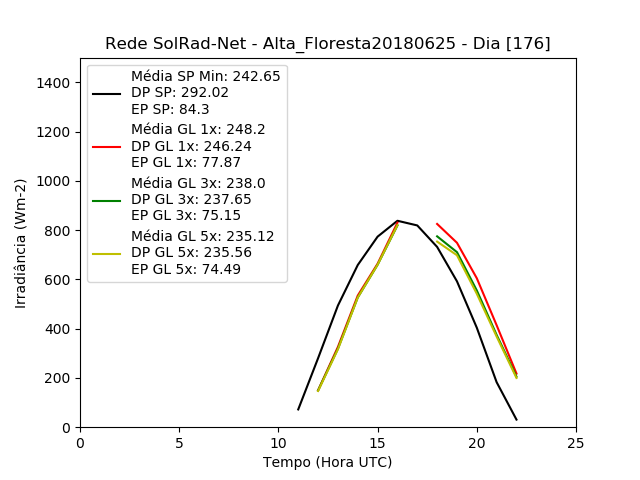 Rede SolRad-Net - Alta_Floresta20180625 - Dia [176]
Média SP Min: 242.65
DP SP: 292.02
EP SP: 84.3
Média GL 1x: 248.2
DP GL 1x: 246.24
EP GL 1x: 77.87
Média GL 3x: 238.0
DP GL 3x: 237.65
EP GL 3x: 75.15
Média GL 5x: 235.12
DP GL 5x: 235.56
EP GL 5x: 74.49
Irradiância (Wm-2)
1400
1200
1000
800
600
400
200
0
0 5 10 15 20 25
Tempo (Hora UTC)